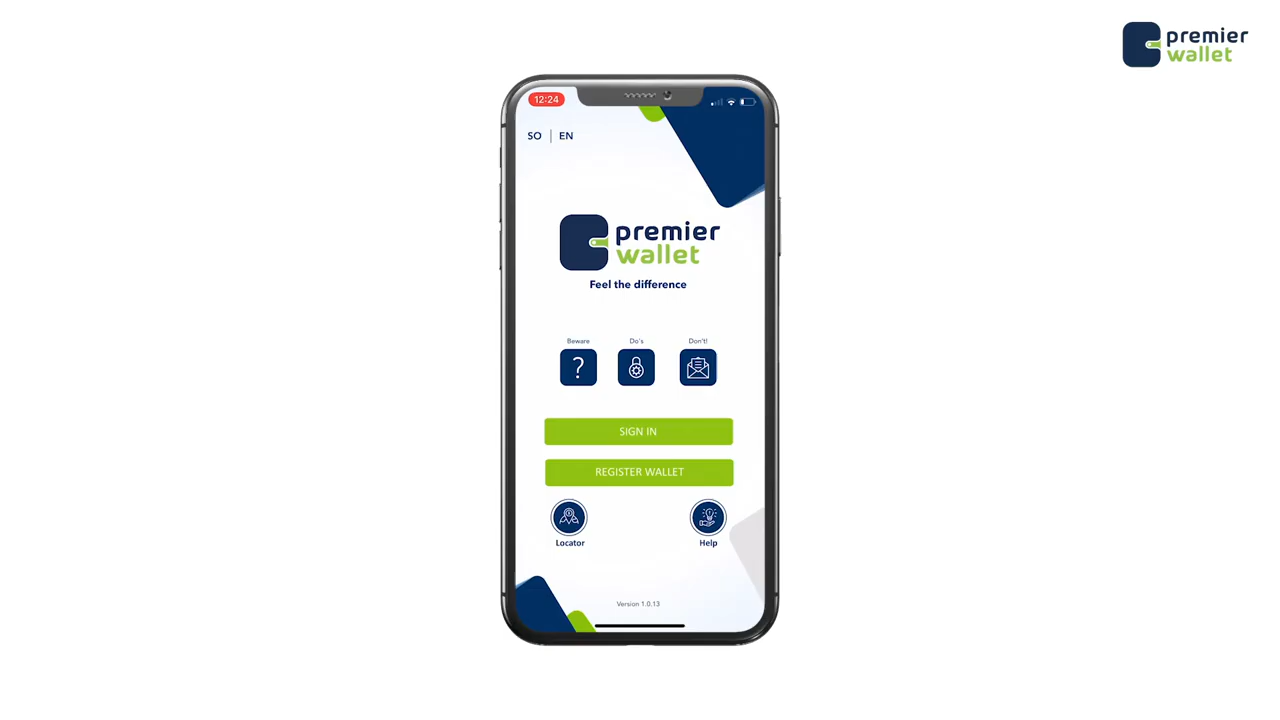 premier
wallet
12:24
SO | EN
premier
wallet
Feel the difference
Beware
Do's
Don't!
?
SIGN IN
REGISTER WALLET
Locator
Help
Version 1.0.13